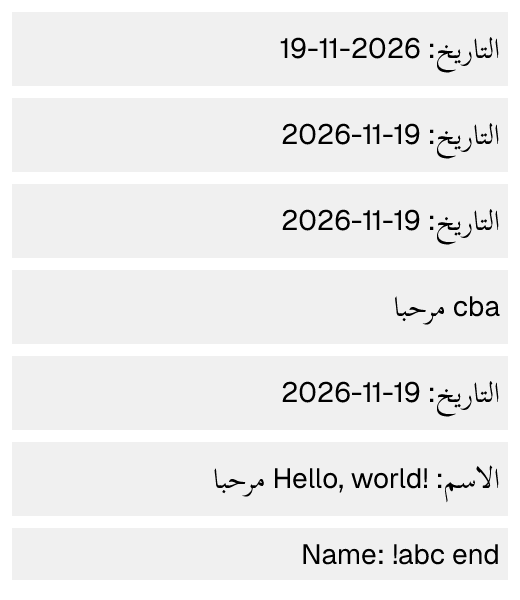 التاريخ: 19-11-2026
التاريخ: 2026-11-19
التاريخ: 2026-11-19
cba مرحبا
التاريخ: 2026-11-19
الاسم: Hello, world! مرحبا
Name: !abc end